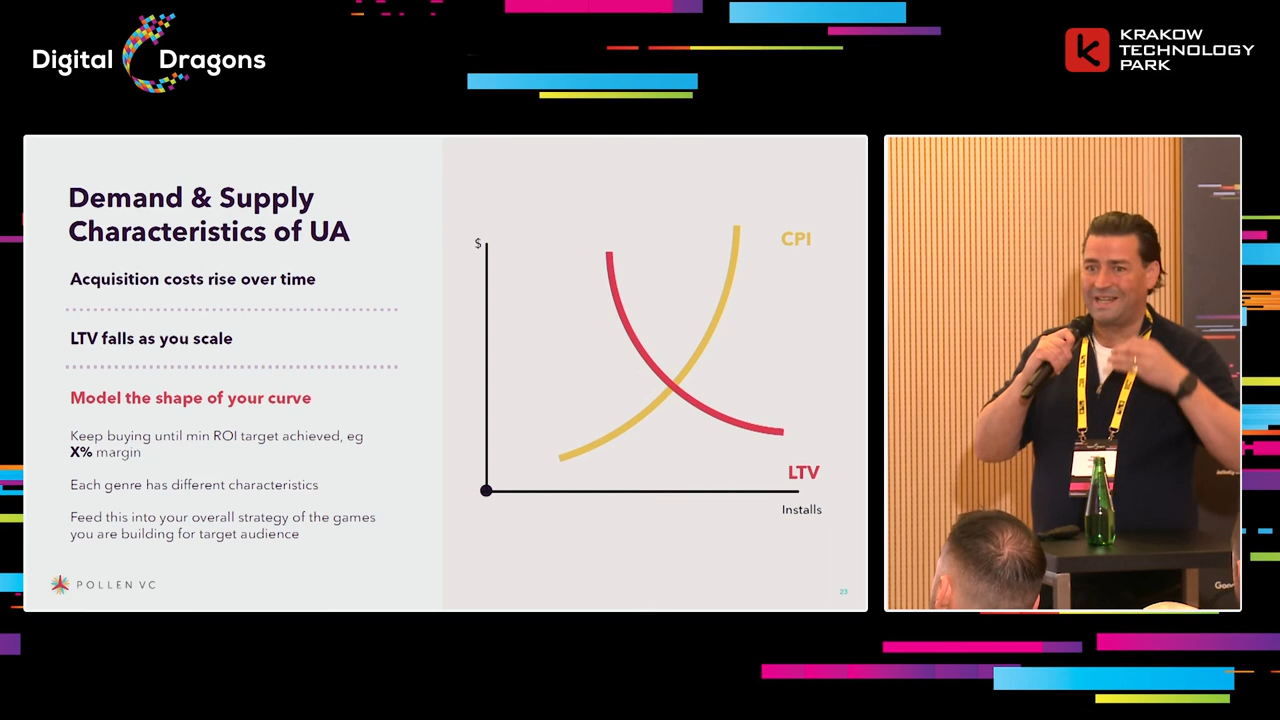 Digital Dragons
KRAKOW
TECHNOLOGY
PARK
Demand & Supply
Characteristics of UA
Acquisition costs rise over time
LTV falls as you scale
Model the shape of your curve
Keep buying until min ROI target achieved, eg
X% margin
Each genre has different characteristics
Feed this into your overall strategy of the games
you are building for target audience
POLLEN VC
$
CPI
LTV
Installs
23